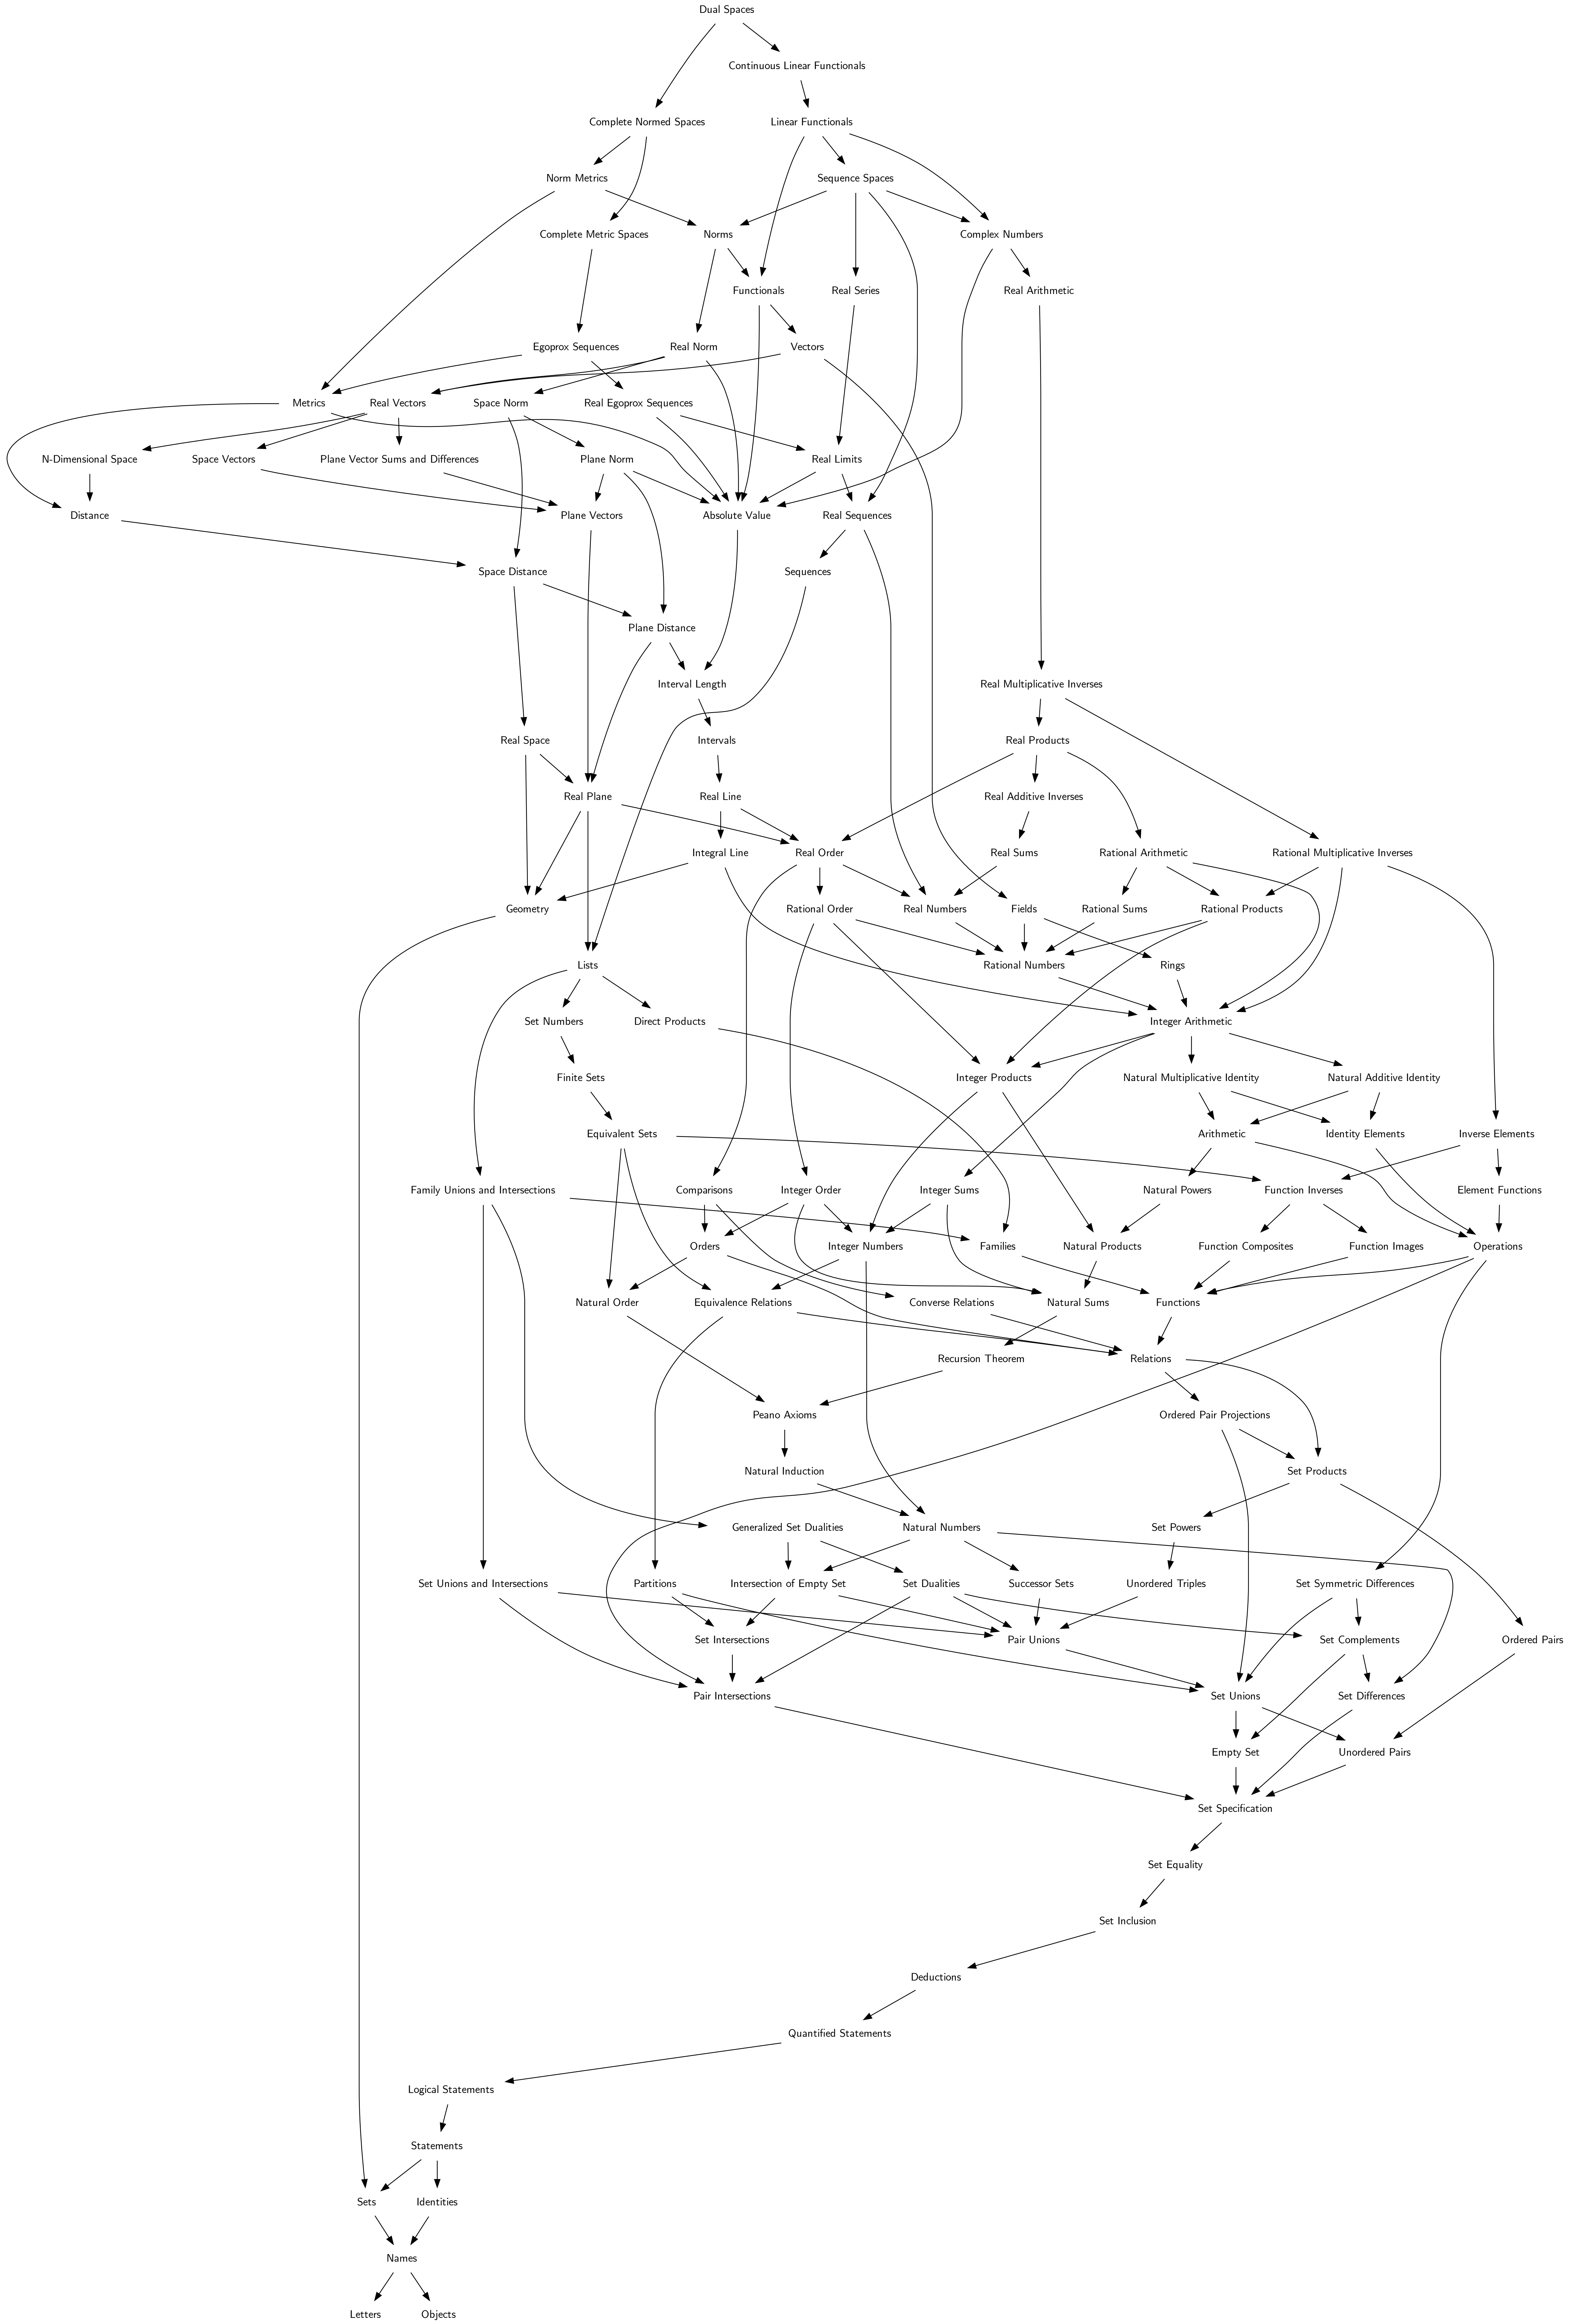 Dual Spaces
Continuous Linear Functionals
Complete Normed Spaces
Linear Functionals
Norm Metrics
Sequence Spaces
Complete Metric Spaces
Norms
Complex Numbers
Functionals
Real Series
Real Arithmetic
Egoprox Sequences
Real Norm
Vectors
Metrics
Real Vectors
Space Norm
Real Egoprox Sequences
N-Dimensional Space
Space Vectors
Plane Vector Sums and Differences
Plane Norm
Real Limits
Distance
Plane Vectors
Absolute Value
Real Sequences
Space Distance
Sequences
Plane Distance
Interval Length
Real Multiplicative Inverses
Real Space
Intervals
Real Products
Real Plane
Real Line
Real Additive Inverses
Integral Line
Real Order
Real Sums
Rational Arithmetic
Rational Multiplicative Inverses
Geometry
Rational Order
Real Numbers
Fields
Rational Sums
Rational Products
Lists
Rational Numbers
Rings
Set Numbers
Direct Products
Integer Arithmetic
Finite Sets
Integer Products
Natural Multiplicative Identity
Natural Additive Identity
Equivalent Sets
Arithmetic
Identity Elements
Inverse Elements
Family Unions and Intersections
Comparisons
Integer Order
Integer Sums
Natural Powers
Function Inverses
Element Functions
Orders
Integer Numbers
Families
Natural Products
Function Composites
Function Images
Operations
Natural Order
Equivalence Relations
Converse Relations
Natural Sums
Functions
Recursion Theorem
Relations
Peano Axioms
Ordered Pair Projections
Natural Induction
Set Products
Generalized Set Dualities
Natural Numbers
Set Powers
Set Unions and Intersections
Partitions
Intersection of Empty Set
Set Dualities
Successor Sets
Unordered Triples
Set Symmetric Differences
Set Intersections
Pair Unions
Set Complements
Ordered Pairs
Pair Intersections
Set Unions
Set Differences
Empty Set
Unordered Pairs
Set Specification
Set Equality
Set Inclusion
Deductions
Quantified Statements
Logical Statements
Statements
Sets
Identities
Names
Letters
Objects